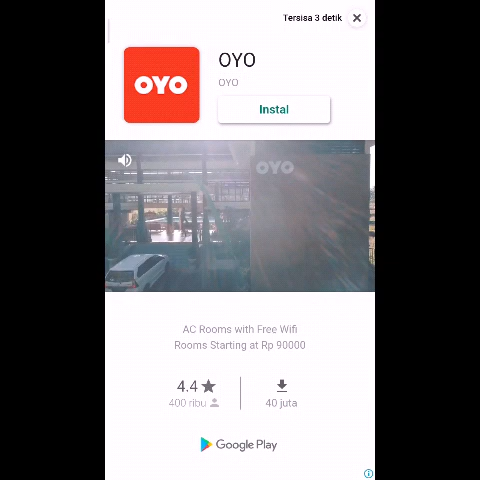 Tersisa 3 detik
OYO
OYO
OYO
Instal
OYO
AC Rooms with Free Wifi
Rooms Starting at Rp 90000
4.4
400 ribu
40 juta
Google Play